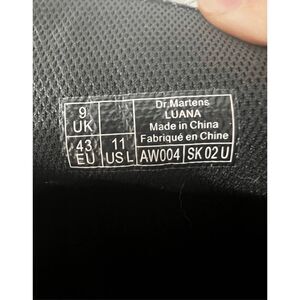 9
UK
43
EU
11
US L
Dr.Martens
LUANA
Made in China
Fabriqué en Chine
AW004
SK 02 U